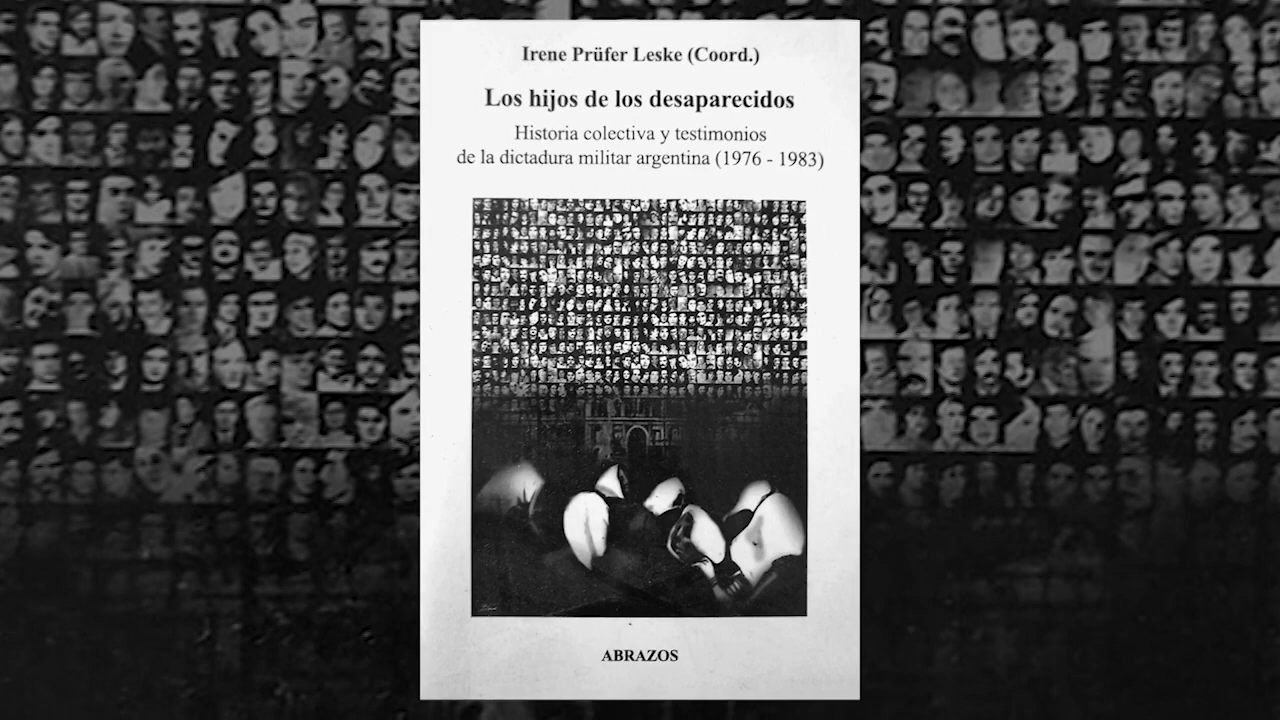 Irene Prüfer Leske (Coord.)
Los hijos de los desaparecidos
Historia colectiva y testimonios
de la dictadura militar argentina (1976 - 1983)
ABRAZOS